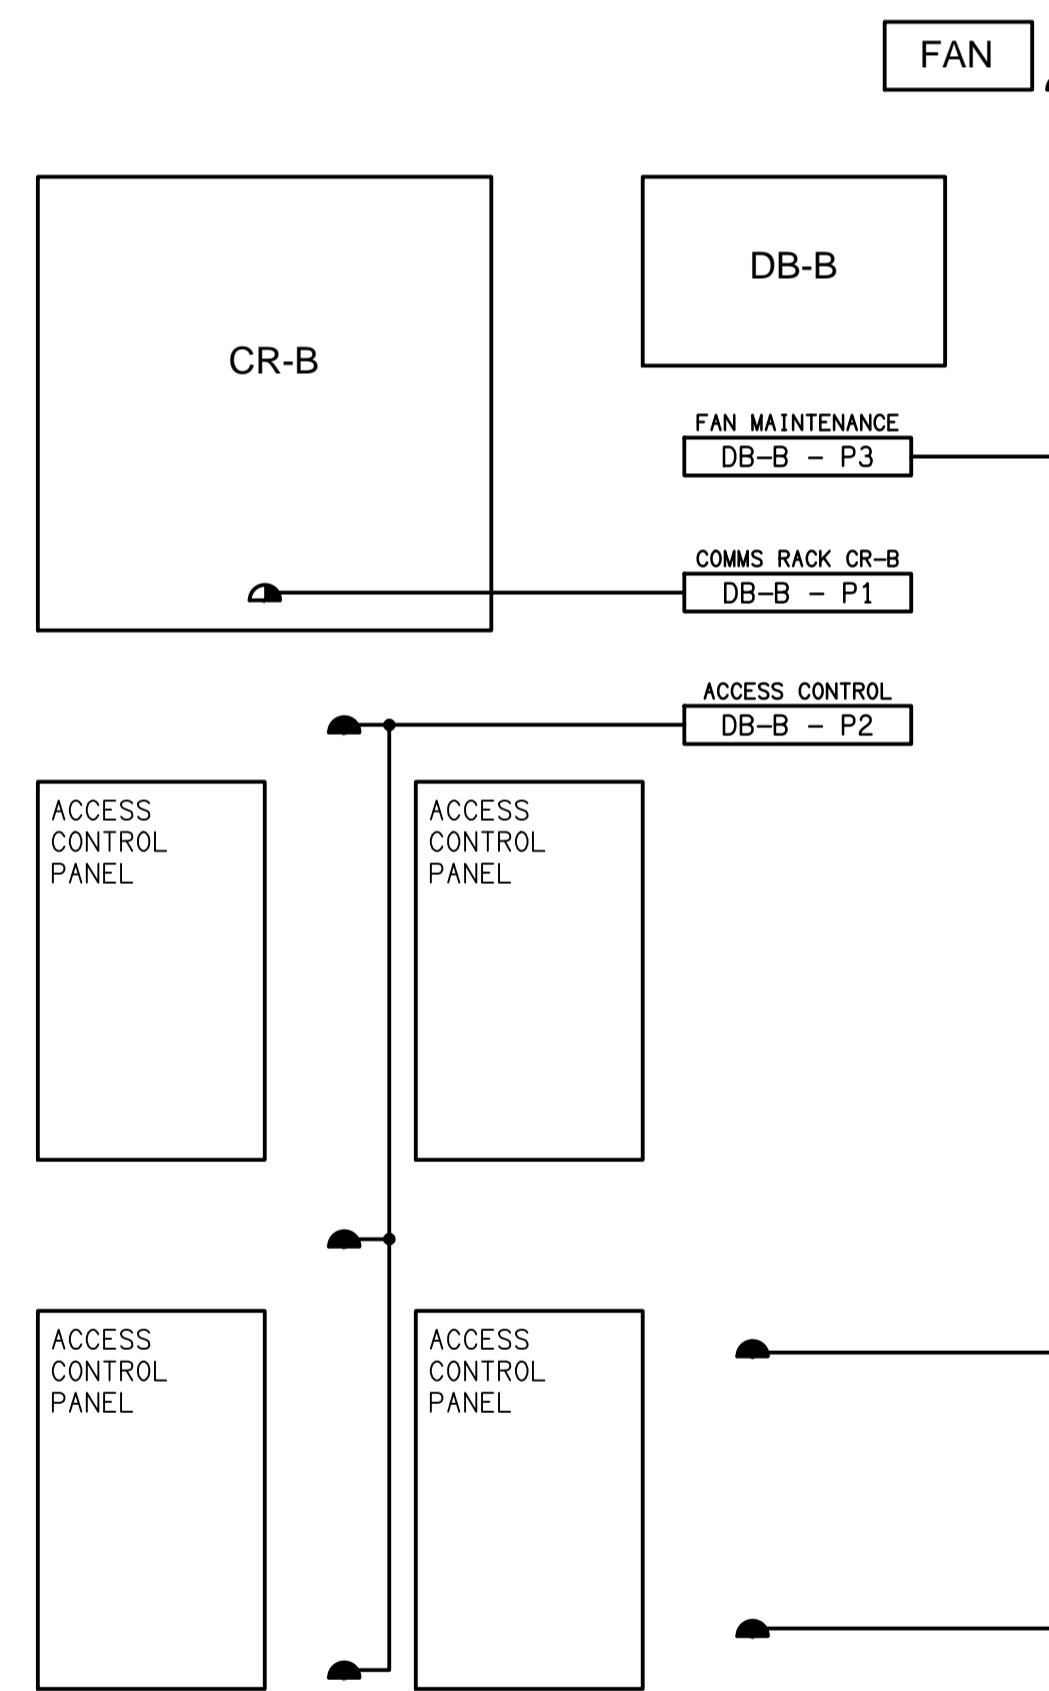 FAN
DB-B
CR-B
FAN MAINTENANCE
DB-B - P3
COMMS RACK CR-B
DB-B - P1
ACCESS CONTROL
DB-B - P2
ACCESS
CONTROL
PANEL
ACCESS
CONTROL
PANEL
ACCESS
CONTROL
PANEL
ACCESS
CONTROL
PANEL